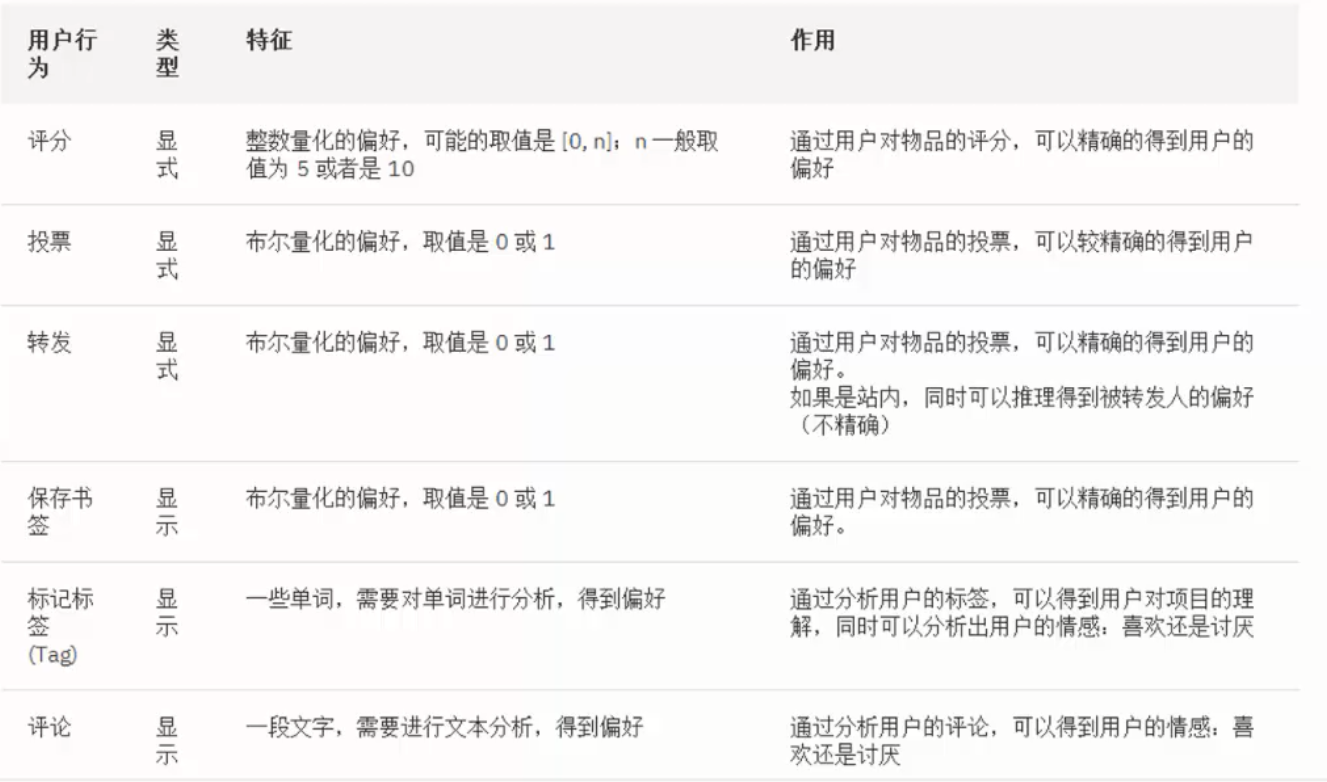 用户行为 类型 特征 作用
评分 显式 整数量化的偏好，可能的取值是 [0, n]；n 一般取值为 5 或者是 10 通过用户对物品的评分，可以精确的得到用户的偏好
投票 显式 布尔量化的偏好，取值是 0 或 1 通过用户对物品的投票，可以较精确的得到用户的偏好
转发 显式 布尔量化的偏好，取值是 0 或 1 通过用户对物品的投票，可以精确的得到用户的偏好。
如果是站内，同时可以推理得到被转发人的偏好（不精确）
保存书签 显示 布尔量化的偏好，取值是 0 或 1 通过用户对物品的投票，可以精确的得到用户的偏好。
标记标签 (Tag) 显示 一些单词，需要对单词进行分析，得到偏好 通过分析用户的标签，可以得到用户对项目的理解，同时可以分析出用户的情感：喜欢还是讨厌
评论 显示 一段文字，需要进行文本分析，得到偏好 通过分析用户的评论，可以得到用户的情感：喜欢还是讨厌